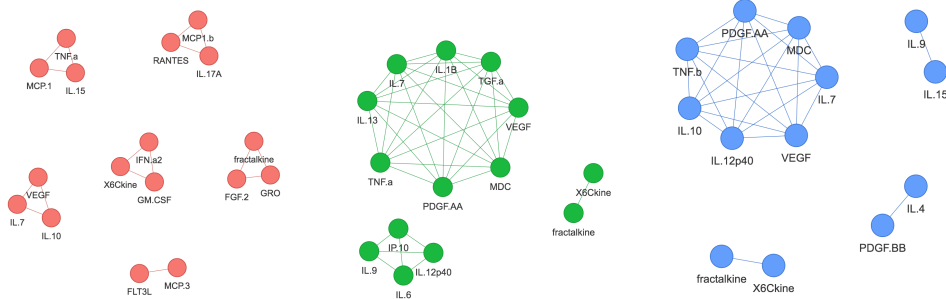 TNF.a
MCP.1
IL.15
MCP1.b
RANTES
IL.17A
IFN.a2
X6Ckine
GM.CSF
fractalkine
FGF.2
GRO
VEGF
IL.7
IL.10
FLT3L
MCP.3
IL.1B
IL.7
TGF.a
IL.13
VEGF
TNF.a
MDC
PDGF.AA
X6Ckine
fractalkine
IP.10
IL.9
IL.12p40
IL.6
PDGF.AA
MDC
TNF.b
IL.7
IL.10
IL.12p40
VEGF
IL.9
IL.15
IL.4
PDGF.BB
fractalkine
X6Ckine